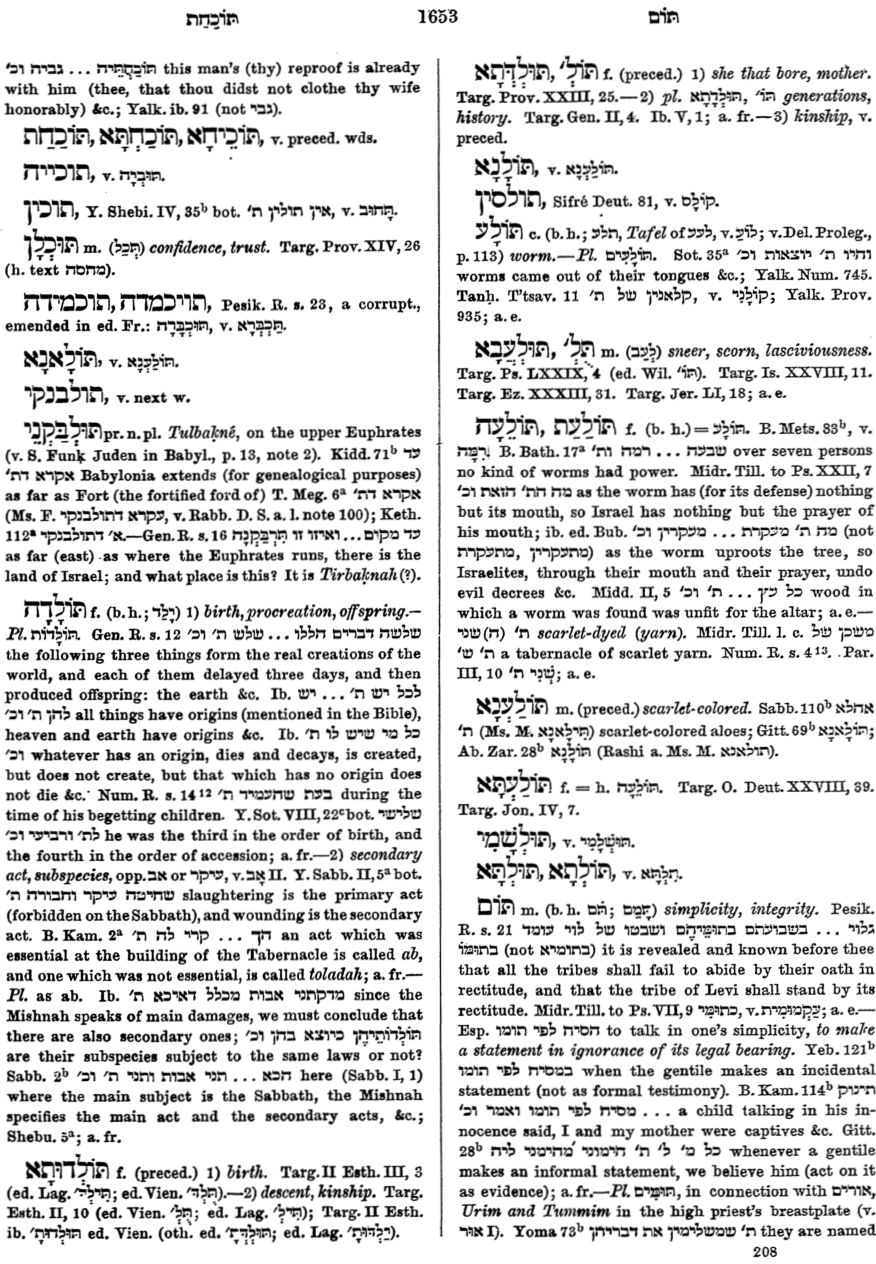 תּוֹכַחַת 1653 תּוֹם
תּוֹכַחְתֵּיה ... גביה וכ׳ this man's (thy) reproof is already
with him (thee, that thou didst not clothe thy wife
honorably) &c.; Yalk. ib. 91 (not גבי׳).
תּוֹכֵיחָא, תּוֹכַחְתָּא, תּוֹכַחַת, v. preced. wds.
תוכייה, v. תּוּבְיָה.
תוכין, Y. Shebi. IV, 35ᵇ bot. אין תולין ת׳, v. תָּחוּב.
תּוּכְלָן m. (תְּכַל) confidence, trust. Targ. Prov. XIV, 26
(h. text מחסה).
תויכמדה, תוכמידה, Pesik. R. s. 23, a corrupt.,
emended in ed. Fr.: תּוּכְבָּרָה, v. תַּכְבְּרָא.
תּוֹלָאנָא, v. תּוֹלַעְנָא.
תולבנקי, v. next w.
תּוּלְבַּקְנֵי pr. n. pl. Tulbaḳné, on the upper Euphrates
(v. S. Funk Juden in Babyl., p. 13, note 2). Kidd. 71ᵇ עד
אקרא דת׳ Babylonia extends (for genealogical purposes)
as far as Fort (the fortified ford of) T. Meg. 6ᵃ אקרא דת׳
(Ms. F. עקרא דתולבנקי, v. Rabb. D. S. a. l. note 100); Keth.
112ᵃ א׳ דתולבנקי.—Gen. R. s. 16 עד מקום ... ואיזו זו תִּרְבַּקְנָה
as far (east) as where the Euphrates runs, there is the
land of Israel; and what place is this? It is Tirbaḳnah (?).
תּוֹלָדָה f. (b. h.; יָלַד) 1) birth, procreation, offspring.—
Pl. תּוֹלָדוֹת. Gen. R. s. 12 שלשה דברים הללו ... שלש ת׳ וכ׳
the following three things form the real creations of the
world, and each of them delayed three days, and then
produced offspring: the earth &c. Ib. לכל יש ת׳ ... יש
להן ת׳ וכ׳ all things have origins (mentioned in the Bible),
heaven and earth have origins &c. Ib. כל מי שיש לו ת׳
וכ׳ whatever has an origin, dies and decays, is created,
but does not create, but that which has no origin does
not die &c. Num. R. s. 14¹² בעת שהעמיד ת׳ during the
time of his begetting children. Y. Sot. VIII, 22ᶜ bot. שלישי
לת׳ ורביעי וכ׳ he was the third in the order of birth, and
the fourth in the order of accession; a. fr.—2) secondary
act, subspecies, opp. אב or עיקר, v. אָב II. Y. Sabb. II, 5ᵃ bot.
שחיטה עיקר וחבורה ת׳ slaughtering is the primary act
(forbidden on the Sabbath), and wounding is the secondary
act. B. Kam. 2ᵃ הך ... קרי לה ת׳ an act which was
essential at the building of the Tabernacle is called ab,
and one which was not essential, is called toladah; a. fr.—
Pl. as ab. Ib. מדקתני אבות מכלל דאיכא ת׳ since the
Mishnah speaks of main damages, we must conclude that
there are also secondary ones; תּוֹלְדוֹתֵיהֶן כיוצא בהן וכ׳
are their subspecies subject to the same laws or not?
Sabb. 2ᵇ הכא ... תני אבות ותני ת׳ וכ׳ here (Sabb. I, 1)
where the main subject is the Sabbath, the Mishnah
specifies the main act and the secondary acts, &c.;
Shebu. 5ᵃ; a. fr.
תּוֹלְדוּתָא f. (preced.) 1) birth. Targ. II Esth. III, 3
(ed. Lag. תִּילְדְ׳; ed. Vien. תּוּלְדְ׳).—2) descent, kinship. Targ.
Esth. II, 10 (ed. Vien. תֻּלְ׳; ed. Lag. תִּילְ׳); Targ. II Esth.
ib. תּוּלְדוּת׳ ed. Vien. (oth. ed. תּוּלְדְּת׳; ed. Lag. יַלְדוּת׳).
תּוּלְדְתָא, תּוֹלְ׳ f. (preced.) 1) she that bore, mother.
Targ. Prov. XXIII, 25.—2) pl. תּוּלְדָתָא, תּוֹ׳ generations,
history. Targ. Gen. II, 4. Ib. V, 1; a. fr.—3) kinship, v.
preced.
תּוֹלָנָא, v. תּוֹלַעְנָא.
תולסין, Sifré Deut. 81, v. קוֹלָס.
תּוֹלָע c. (b. h.; תלע, Tafel of לעע, v. לוֹעַ; v. Del. Proleg.,
p. 113) worm.—Pl. תּוֹלָעִים. Sot. 35ᵃ והיו ת׳ יוצאות וכ׳
worms came out of their tongues &c.; Yalk. Num. 745.
Tanḥ. T'tsav. 11 קלאנין של ת׳, v. קוֹלָנִי; Yalk. Prov.
935; a. e.
תּוּלְעֲבָא, תֻּלְ׳ m. (לְעֵב) sneer, scorn, lasciviousness.
Targ. Ps. LXXIX, 4 (ed. Wil. תּוֹ׳). Targ. Is. XXVIII, 11.
Targ. Ez. XXXIII, 31. Targ. Jer. LI, 18; a. e.
תּוֹלֵעָה, תּוֹלַעַת f. (b. h.) = תּוֹלָע. B. Mets. 83ᵇ, v.
רִמָּה. B. Bath. 17ᵃ שבעה ... רמה ות׳ over seven persons
no kind of worms had power. Midr. Till. to Ps. XXII, 7
מה הת׳ הזאת וכ׳ as the worm has (for its defense) nothing
but its mouth, so Israel has nothing but the prayer of
his mouth; ib. ed. Bub. מה ת׳ מעקרת ... מעקרין וכ׳ (not
מתעקרין, מתעקרת) as the worm uproots the tree, so
Israelites, through their mouth and their prayer, undo
evil decrees &c. Midd. II, 5 כל עץ ... ת׳ וכ׳ wood in
which a worm was found was unfit for the altar; a. e.—
שני(ה) ת׳ scarlet-dyed (yarn). Midr. Till. l. c. משכן של
ש׳ ת׳ a tabernacle of scarlet yarn. Num. R. s. 4¹³. Par.
III, 10 שְׁנִי ת׳; a. e.
תּוֹלַעְנָא m. (preced.) scarlet-colored. Sabb. 110ᵇ אהלא
ת׳ (Ms. M. תִּילָאנָא) scarlet-colored aloes; Gitt. 69ᵇ תּוֹלָאנָא;
Ab. Zar. 28ᵇ תּוֹלָנָא (Rashi a. Ms. M. תולאנא).
תּוֹלַעְתָּא f. = h. תּוֹלֵעָה. Targ. O. Deut. XXVIII, 39.
Targ. Jon. IV, 7.
תּוּלְשָׁמִי, v. תּוּשְׁלָמֵי.
תּוּלְתָּא, תּוֹלְתָא, תּוּלְתָּא, v. תֻּלְתָּא.
תּוֹם m. (b. h. תֹּם; תָּמַם) simplicity, integrity. Pesik.
R. s. 21 גלוי ... בשבועתם בתוּמֵּיהֶם ושבטו של לוי עומד
בתוּמּוֹ (not בתומיא) it is revealed and known before thee
that all the tribes shall fail to abide by their oath in
rectitude, and that the tribe of Levi shall stand by its
rectitude. Midr. Till. to Ps. VII, 9 כתוּמִּי, v. עַקְמוּמִית; a. e.—
Esp. הסיח לפי תומו to talk in one's simplicity, to make
a statement in ignorance of its legal bearing. Yeb. 121ᵇ
במסיח לפי תומו when the gentile makes an incidental
statement (not as formal testimony). B. Kam. 114ᵇ תינוק
מסיח לפי תומו ואמר וכ׳ ... a child talking in his in-
nocence said, I and my mother were captives &c. Gitt.
28ᵇ כל מ׳ ל׳ ת׳ הימוני מהימני ליה whenever a gentile
makes an informal statement, we believe him (act on it
as evidence); a. fr.—Pl. תּוּמִּים, in connection with אורים,
Urim and Tummim in the high priest's breastplate (v.
אור I). Yoma 73ᵇ ת׳ שמשלימין את דבריהן they are named
208